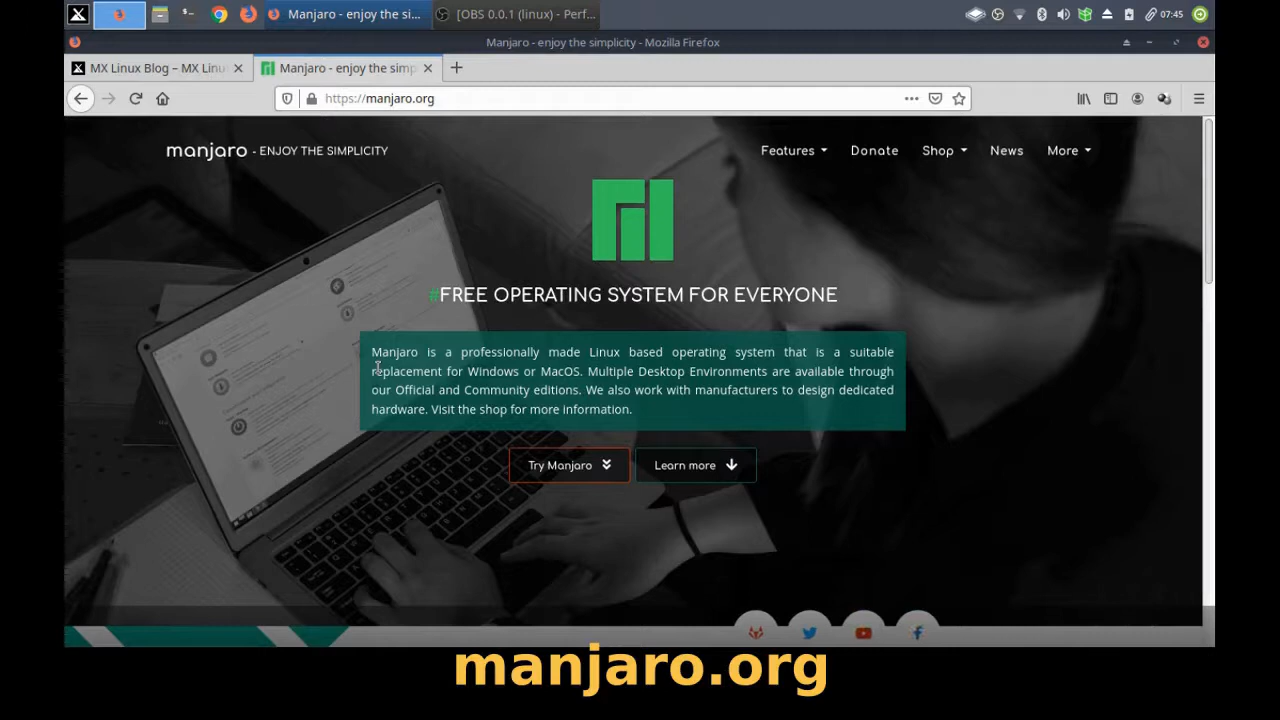 Manjaro - enjoy the si...
[OBS 0.0.1 (linux) - Perf...
07:45
Manjaro - enjoy the simplicity - Mozilla Firefox
MX Linux Blog – MX Linu
Manjaro - enjoy the simp
https://manjaro.org
manjaro - ENJOY THE SIMPLICITY
Features
Donate
Shop
News
More
#FREE OPERATING SYSTEM FOR EVERYONE
Manjaro is a professionally made Linux based operating system that is a suitable
replacement for Windows or MacOS. Multiple Desktop Environments are available through
our Official and Community editions. We also work with manufacturers to design dedicated
hardware. Visit the shop for more information.
Try Manjaro
Learn more
manjaro.org